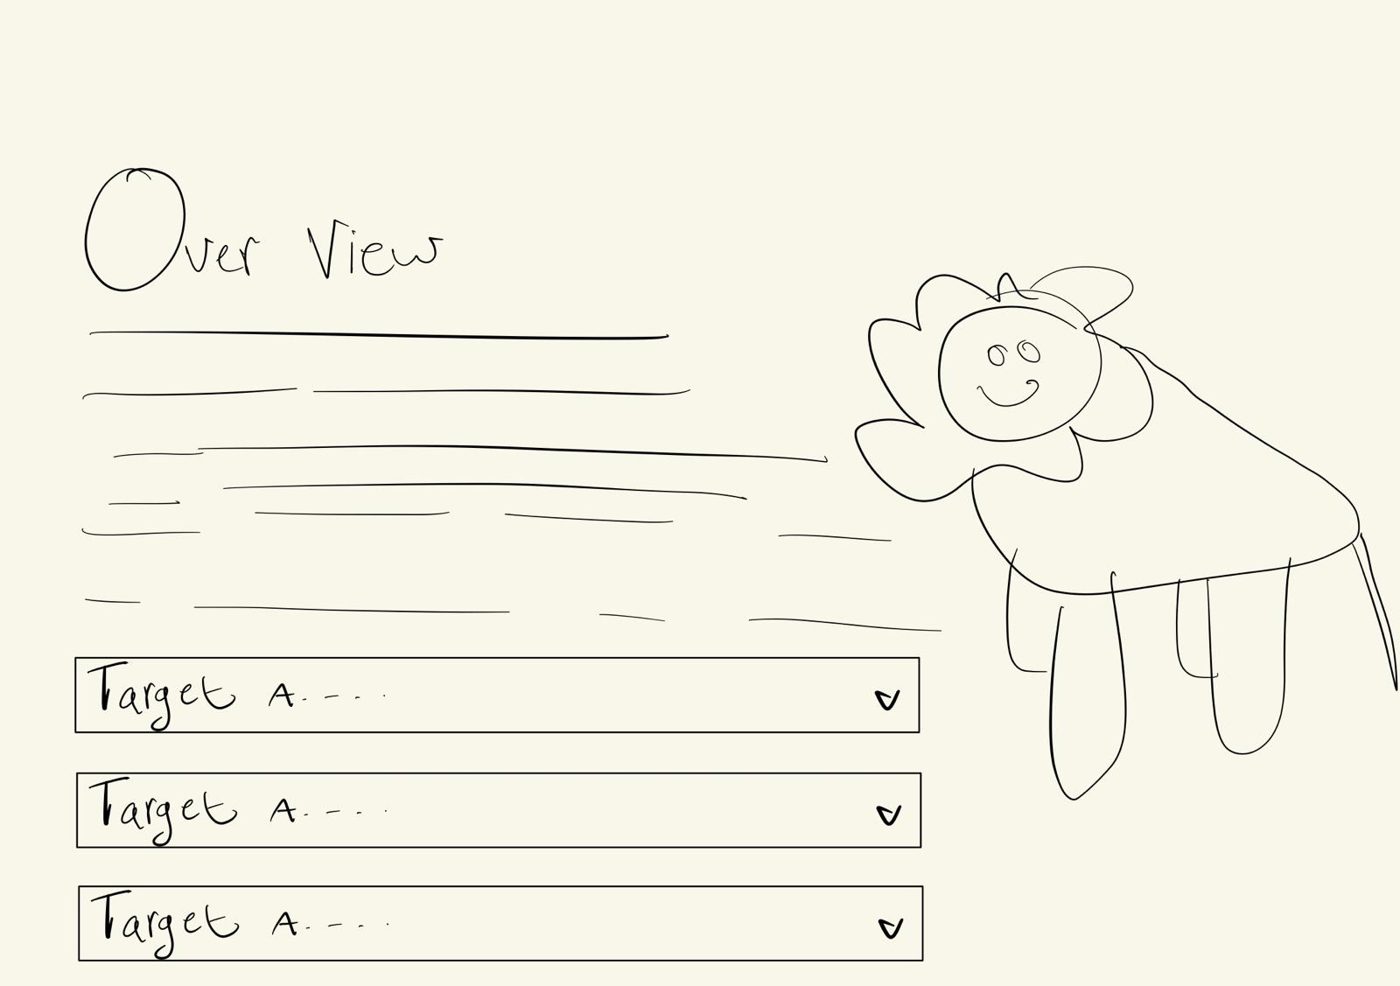 Over View
Target A. - - .
Target A. - - .
Target A. - - .